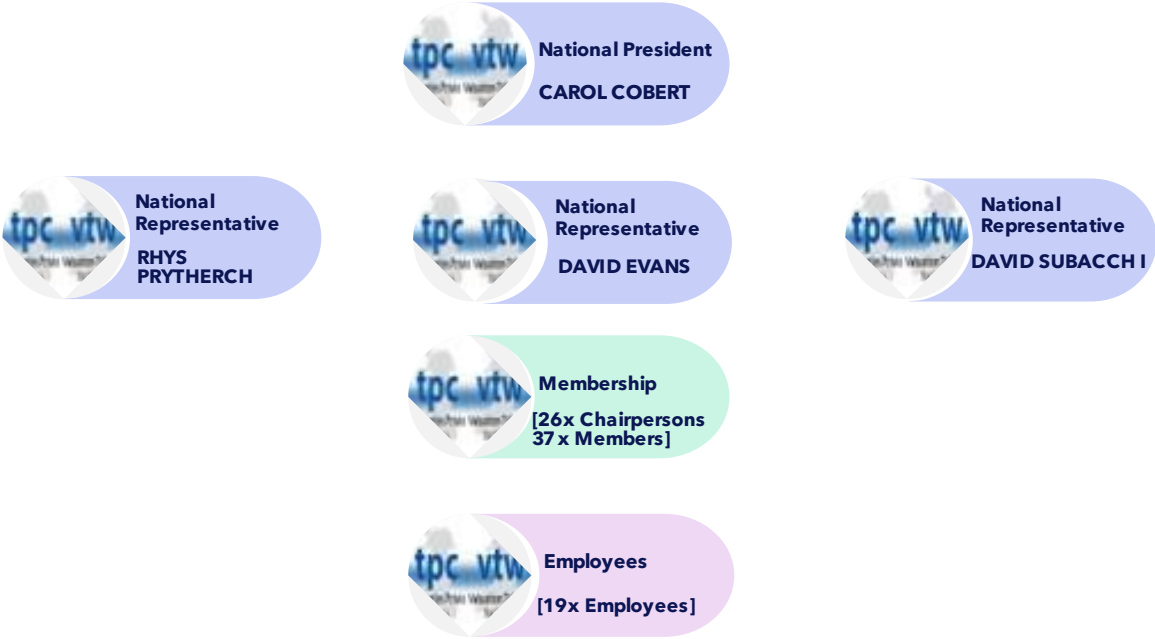 tpc vtw
National President
CAROL COBERT
tpc vtw
National
Representative
RHYS
PRYTHERCH
tpc vtw
National
Representative
DAVID EVANS
tpc vtw
National
Representative
DAVID SUBACCH I
tpc vtw
Membership
[26x Chairpersons
37x Members]
tpc vtw
Employees
[19x Employees]